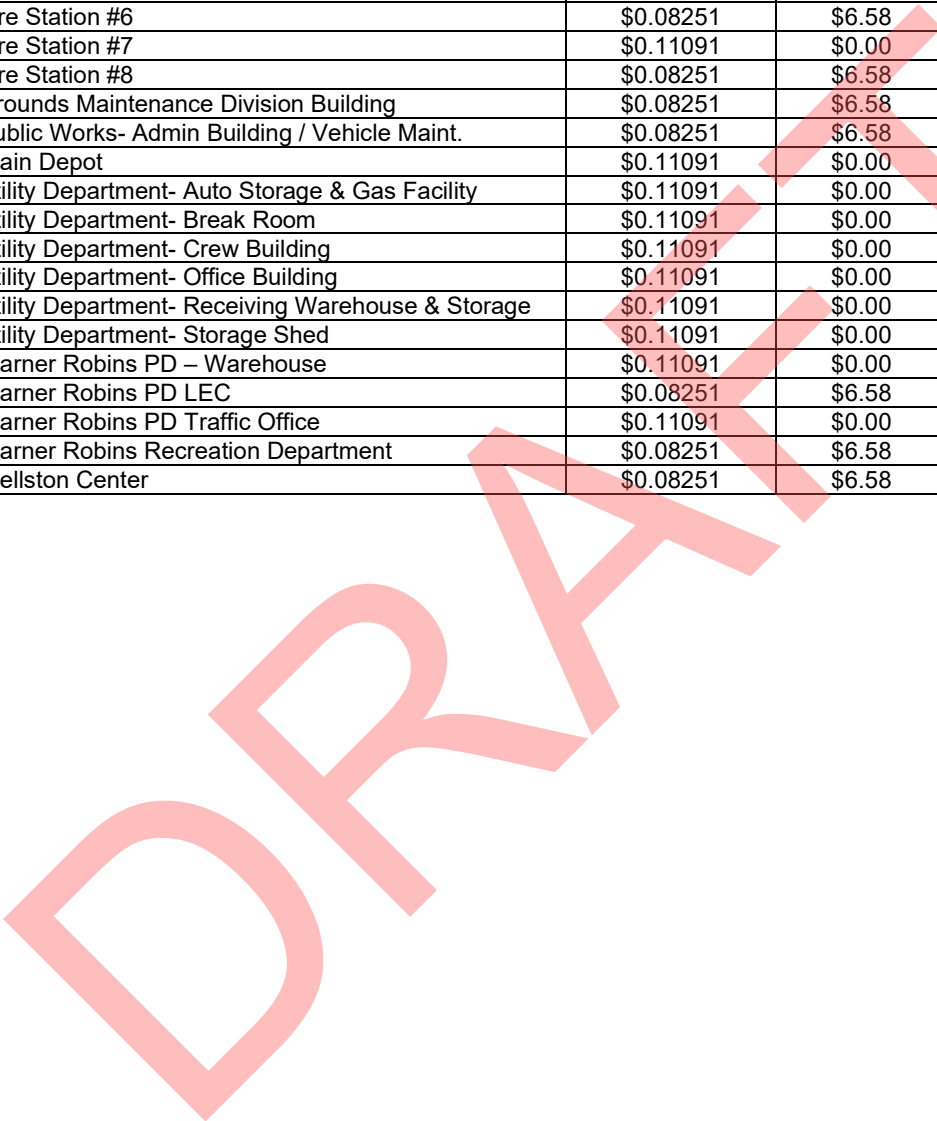 re Station #6 $0.08251 $6.58
re Station #7 $0.11091 $0.00
re Station #8 $0.08251 $6.58
rounds Maintenance Division Building $0.08251 $6.58
ublic Works- Admin Building / Vehicle Maint. $0.08251 $6.58
ain Depot $0.11091 $0.00
ility Department- Auto Storage & Gas Facility $0.11091 $0.00
ility Department- Break Room $0.11091 $0.00
ility Department- Crew Building $0.11091 $0.00
ility Department- Office Building $0.11091 $0.00
ility Department- Receiving Warehouse & Storage $0.11091 $0.00
ility Department- Storage Shed $0.11091 $0.00
arner Robins PD – Warehouse $0.11091 $0.00
arner Robins PD LEC $0.08251 $6.58
arner Robins PD Traffic Office $0.11091 $0.00
arner Robins Recreation Department $0.08251 $6.58
ellston Center $0.08251 $6.58
DRAFT